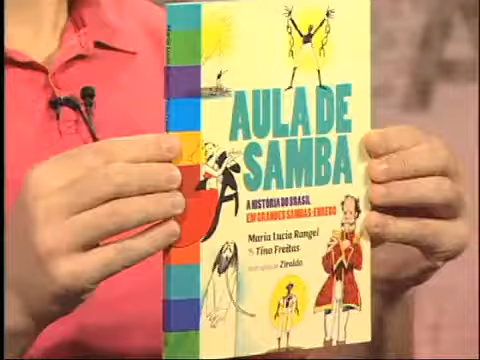 AULA DE
SAMBA
A HISTÓRIA DO BRASIL
EM GRANDES SAMBAS-ENREDO
Maria Lucia Rangel
Tino Freitas
Ziraldo